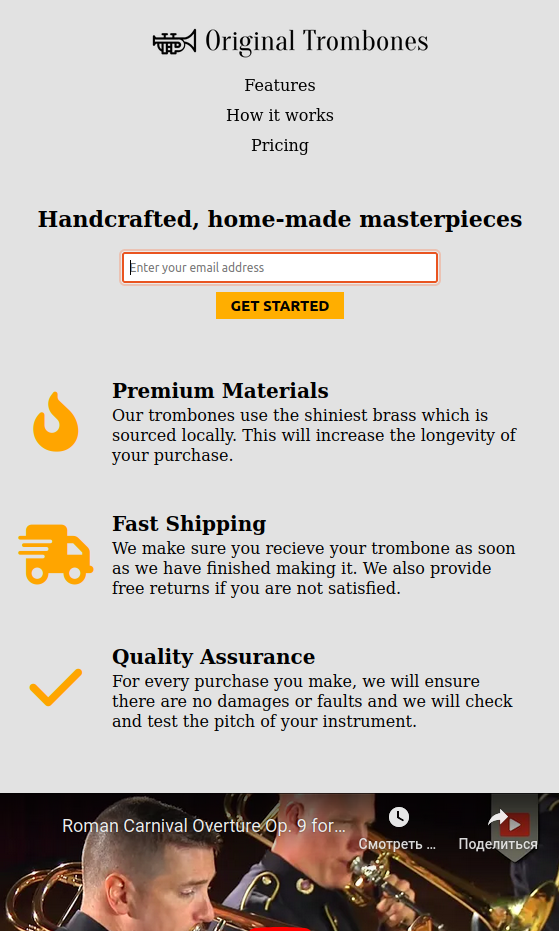 Original Trombones
Features
How it works
Pricing
Handcrafted, home-made masterpieces
Enter your email address
GET STARTED
Premium Materials
Our trombones use the shiniest brass which is
sourced locally. This will increase the longevity of
your purchase.
Fast Shipping
We make sure you recieve your trombone as soon
as we have finished making it. We also provide
free returns if you are not satisfied.
Quality Assurance
For every purchase you make, we will ensure
there are no damages or faults and we will check
and test the pitch of your instrument.
Roman Carnival Overture Op. 9 for...
Смотреть ...
Поделиться